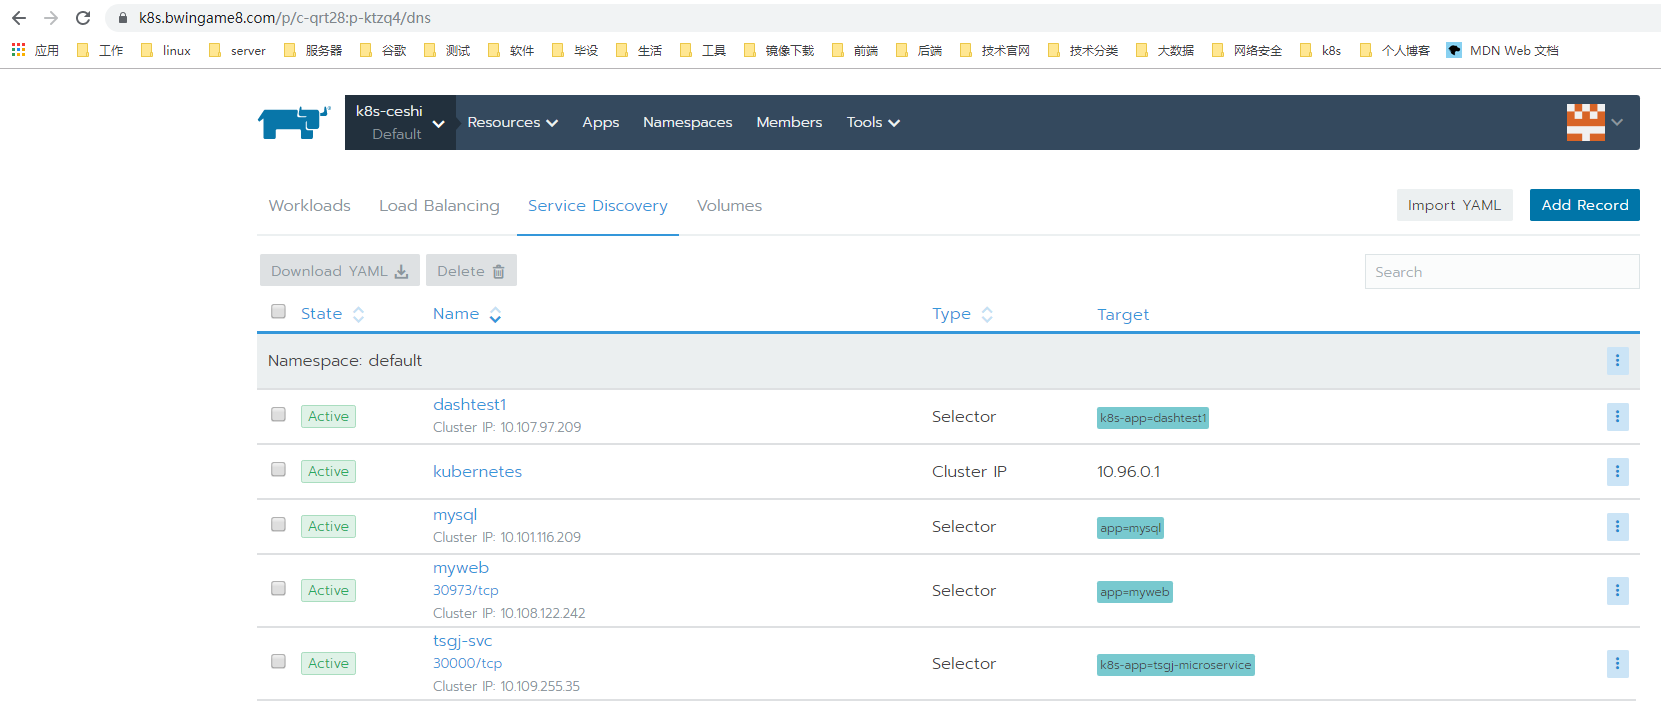 k8s.bwingame8.com/p/c-qrt28:p-ktzq4/dns
应用 工作 linux server 服务器 谷歌 测试 软件 毕设 生活 工具 镜像下载 前端 后端 技术官网 技术分类 大数据 网络安全 k8s 个人博客 MDN Web 文档
k8s-ceshi
Default
Resources Apps Namespaces Members Tools
Workloads Load Balancing Service Discovery Volumes Import YAML Add Record
Download YAML Delete Search
State Name Type Target
Namespace: default
dashtest1
Active Selector k8s-app=dashtest1
Cluster IP: 10.107.97.209
Active kubernetes Cluster IP 10.96.0.1
mysql
Active Selector app=mysql
Cluster IP: 10.101.116.209
myweb
Active 30973/tcp Selector app=myweb
Cluster IP: 10.108.122.242
tsgj-svc
Active 30000/tcp Selector k8s-app=tsgj-microservice
Cluster IP: 10.109.255.35